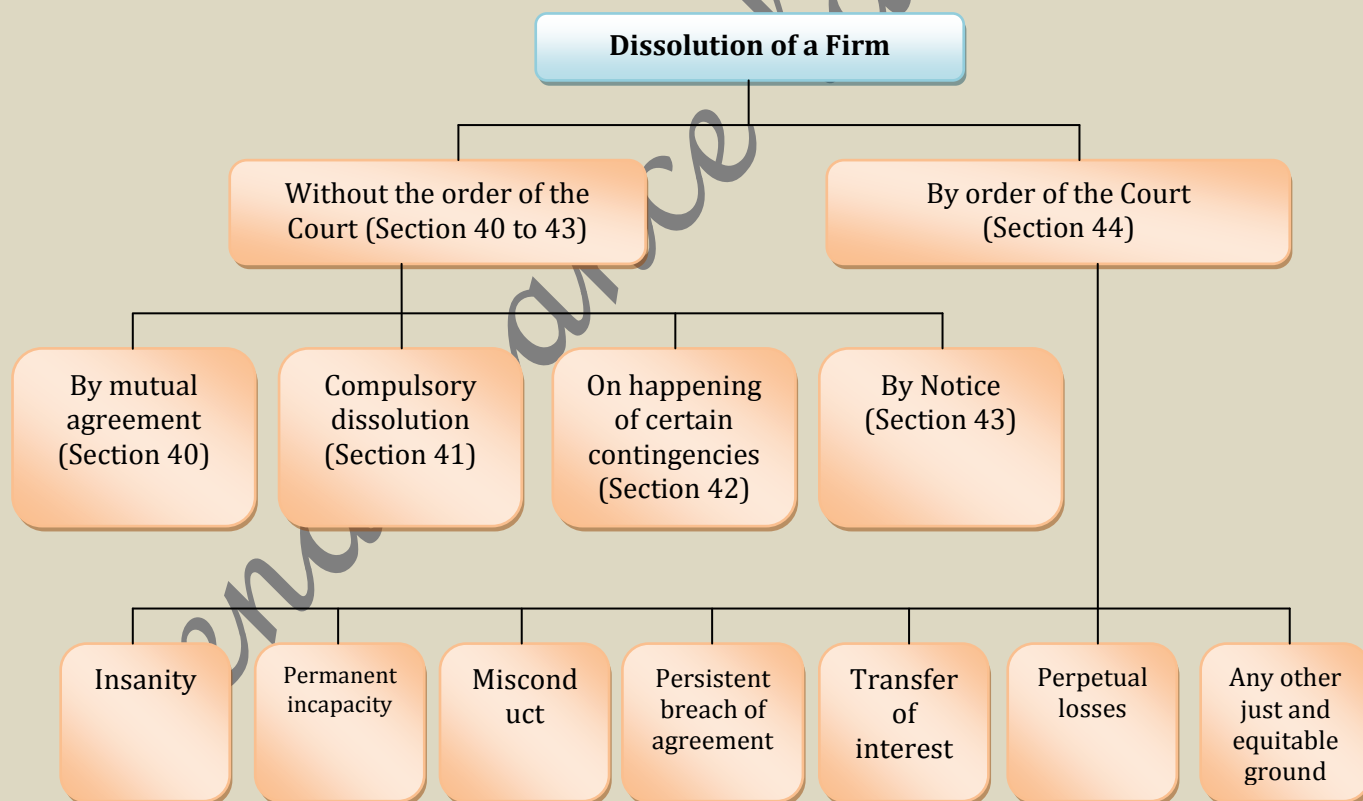 Dissolution of a Firm
Without the order of the
Court (Section 40 to 43)
By order of the Court
(Section 44)
By mutual
agreement
(Section 40)
Compulsory
dissolution
(Section 41)
On happening
of certain
contingencies
(Section 42)
By Notice
(Section 43)
Insanity
Permanent
incapacity
Miscond
uct
Persistent
breach of
agreement
Transfer
of
interest
Perpetual
losses
Any other
just and
equitable
ground